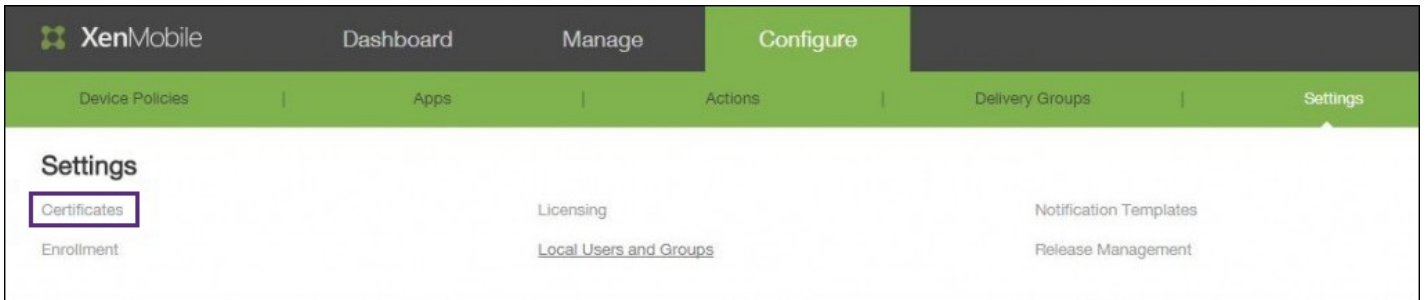 XenMobile Dashboard Manage Configure
Device Policies | Apps | Actions | Delivery Groups | Settings
Settings
Certificates Licensing Notification Templates
Enrollment Local Users and Groups Release Management